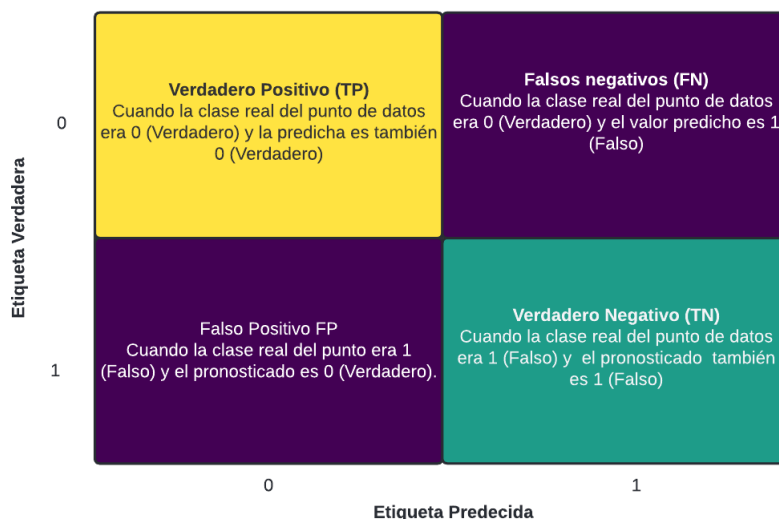 Verdadero Positivo (TP)
Cuando la clase real del punto de datos
era 0 (Verdadero) y la predicha es también
0 (Verdadero)
Falsos negativos (FN)
Cuando la clase real del punto de datos
era 0 (Verdadero) y el valor predicho es 1
(Falso)
0
Etiqueta Verdadera
Falso Positivo FP
Cuando la clase real del punto era 1
(Falso) y el pronosticado es 0 (Verdadero).
Verdadero Negativo (TN)
Cuando la clase real del punto de datos
era 1 (Falso) y  el pronosticado  también
es 1 (Falso)
1
0
1
Etiqueta Predecida